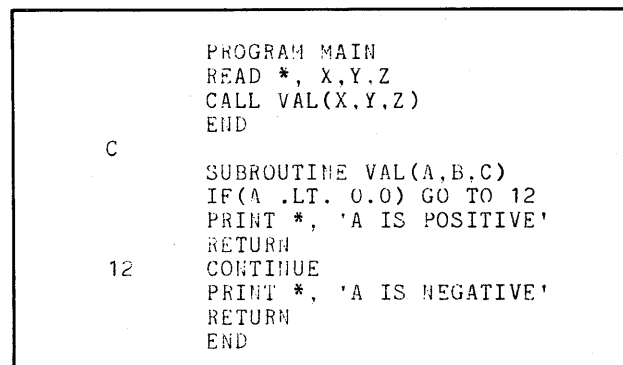 PROGRAM MAIN
READ *, X,Y,Z
CALL VAL(X,Y,Z)
END
C
SUBROUTINE VAL(A,B,C)
IF(A .LT. 0.0) GO TO 12
PRINT *, 'A IS POSITIVE'
RETURN
12 CONTINUE
PRINT *, 'A IS NEGATIVE'
RETURN
END